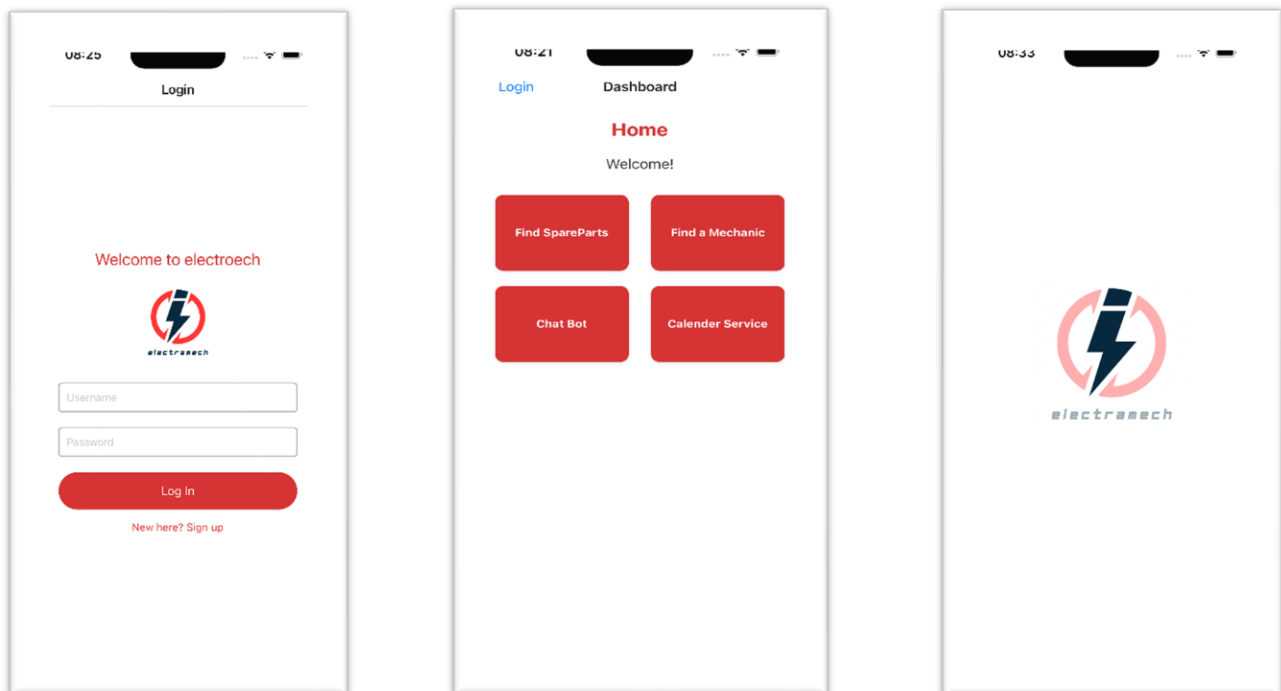 08:25
Login
Welcome to electroech
electramech
Username
Password
Log In
New here? Sign up
08:21
Login Dashboard
Home
Welcome!
Find SpareParts Find a Mechanic
Chat Bot Calender Service
08:33
electramech